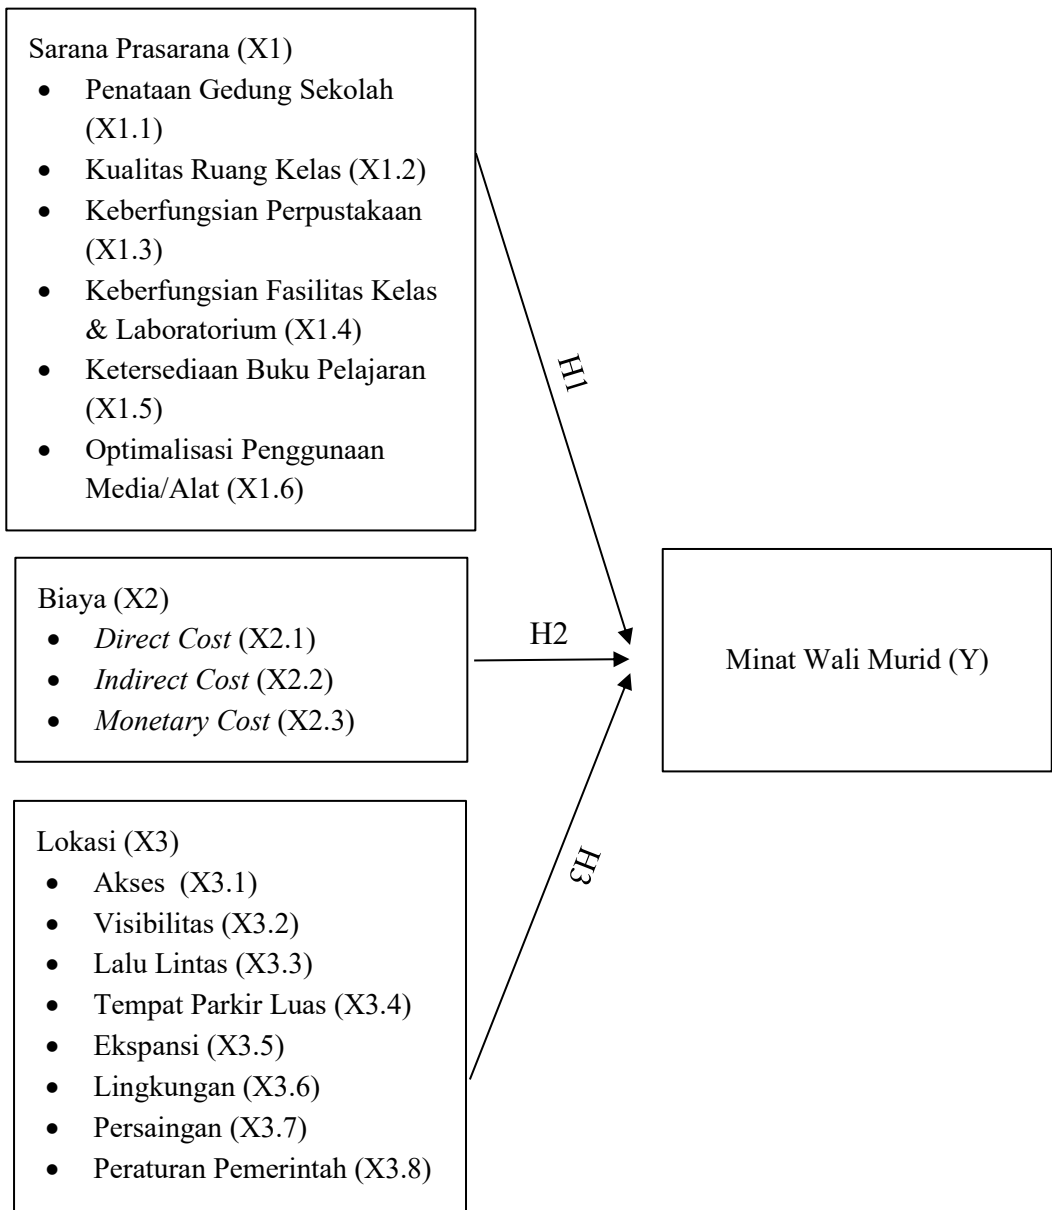 Sarana Prasarana (X1)
• Penataan Gedung Sekolah
(X1.1)
• Kualitas Ruang Kelas (X1.2)
• Keberfungsian Perpustakaan
(X1.3)
• Keberfungsian Fasilitas Kelas
& Laboratorium (X1.4)
• Ketersediaan Buku Pelajaran
(X1.5)
• Optimalisasi Penggunaan
Media/Alat (X1.6)
H1
Biaya (X2)
• Direct Cost (X2.1)
• Indirect Cost (X2.2)
• Monetary Cost (X2.3)
H2
Minat Wali Murid (Y)
Lokasi (X3)
• Akses  (X3.1)
• Visibilitas (X3.2)
• Lalu Lintas (X3.3)
• Tempat Parkir Luas (X3.4)
• Ekspansi (X3.5)
• Lingkungan (X3.6)
• Persaingan (X3.7)
• Peraturan Pemerintah (X3.8)
H3